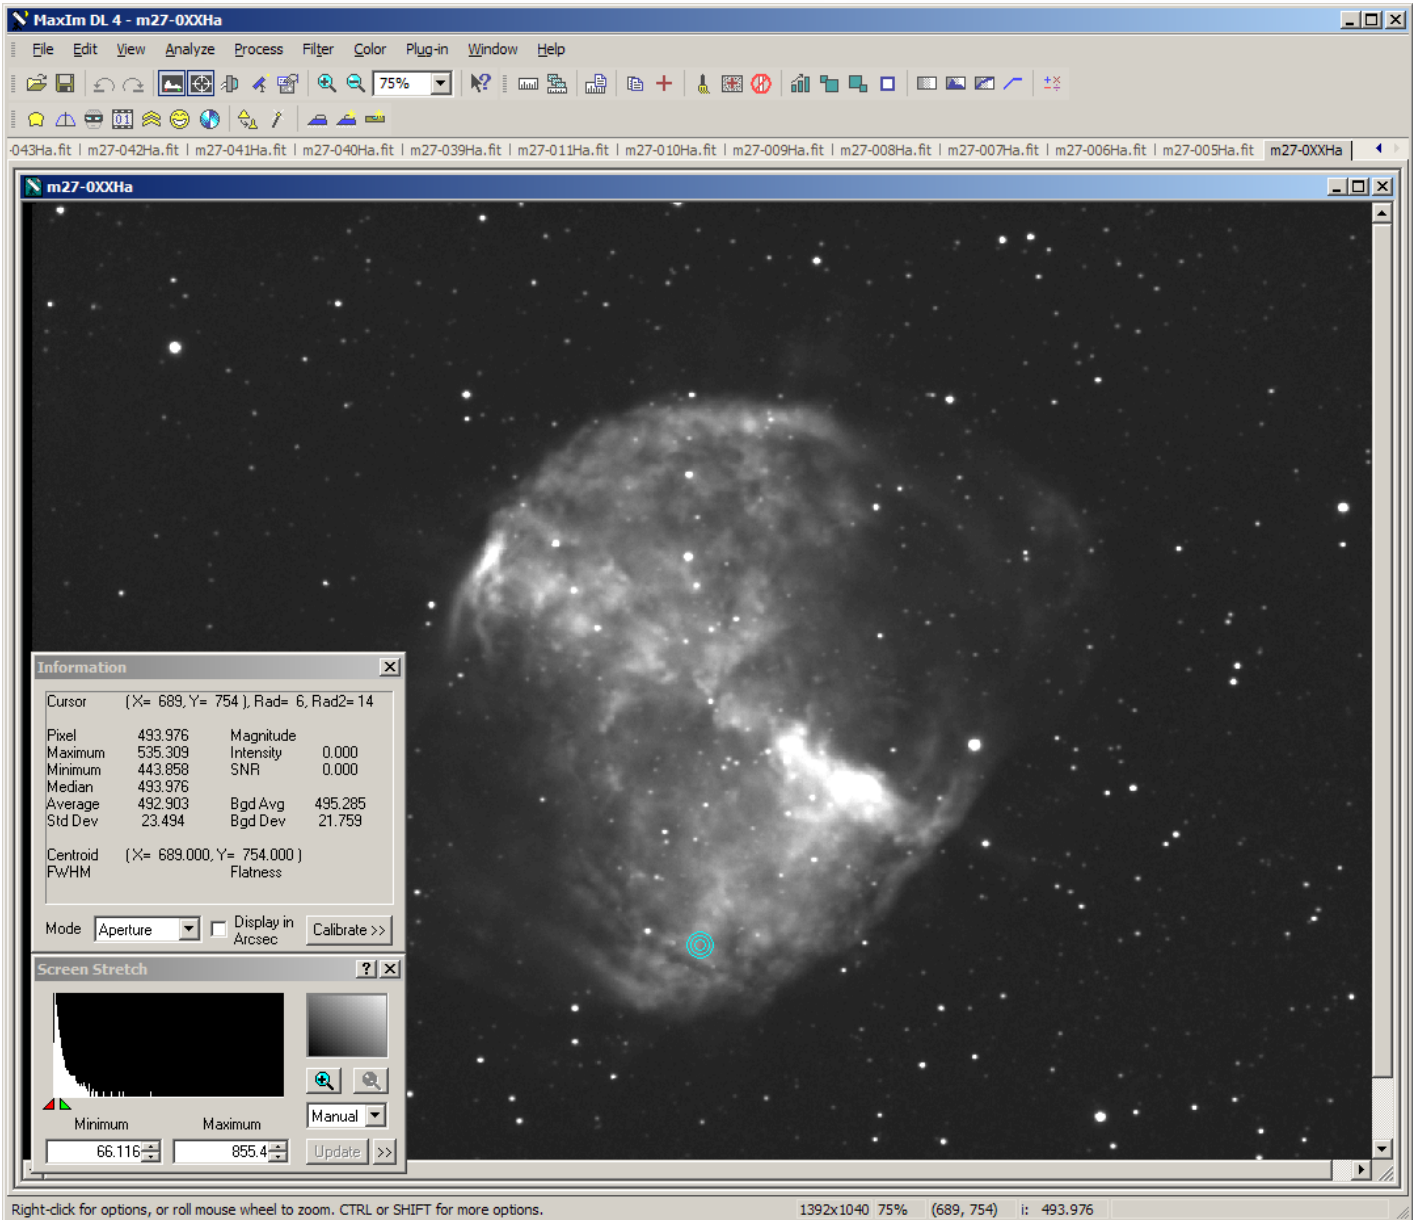 MaxIm DL 4 - m27-0XXHa
File Edit View Analyze Process Filter Color Plug-in Window Help
75%
-043Ha.fit | m27-042Ha.fit | m27-041Ha.fit | m27-040Ha.fit | m27-039Ha.fit | m27-011Ha.fit | m27-010Ha.fit | m27-009Ha.fit | m27-008Ha.fit | m27-007Ha.fit | m27-006Ha.fit | m27-005Ha.fit m27-0XXHa
m27-0XXHa
Information
Cursor (X= 689, Y= 754 ), Rad= 6, Rad2= 14
Pixel 493.976 Magnitude
Maximum 535.309 Intensity 0.000
Minimum 443.858 SNR 0.000
Median 493.976
Average 492.903 Bgd Avg 495.285
Std Dev 23.494 Bgd Dev 21.759
Centroid (X= 689.000, Y= 754.000 )
FWHM Flatness
Mode Aperture Display in Arcsec Calibrate >>
Screen Stretch
Manual
Minimum Maximum
66.116 855.4 Update >>
Right-click for options, or roll mouse wheel to zoom. CTRL or SHIFT for more options. 1392x1040 75% (689, 754) i: 493.976